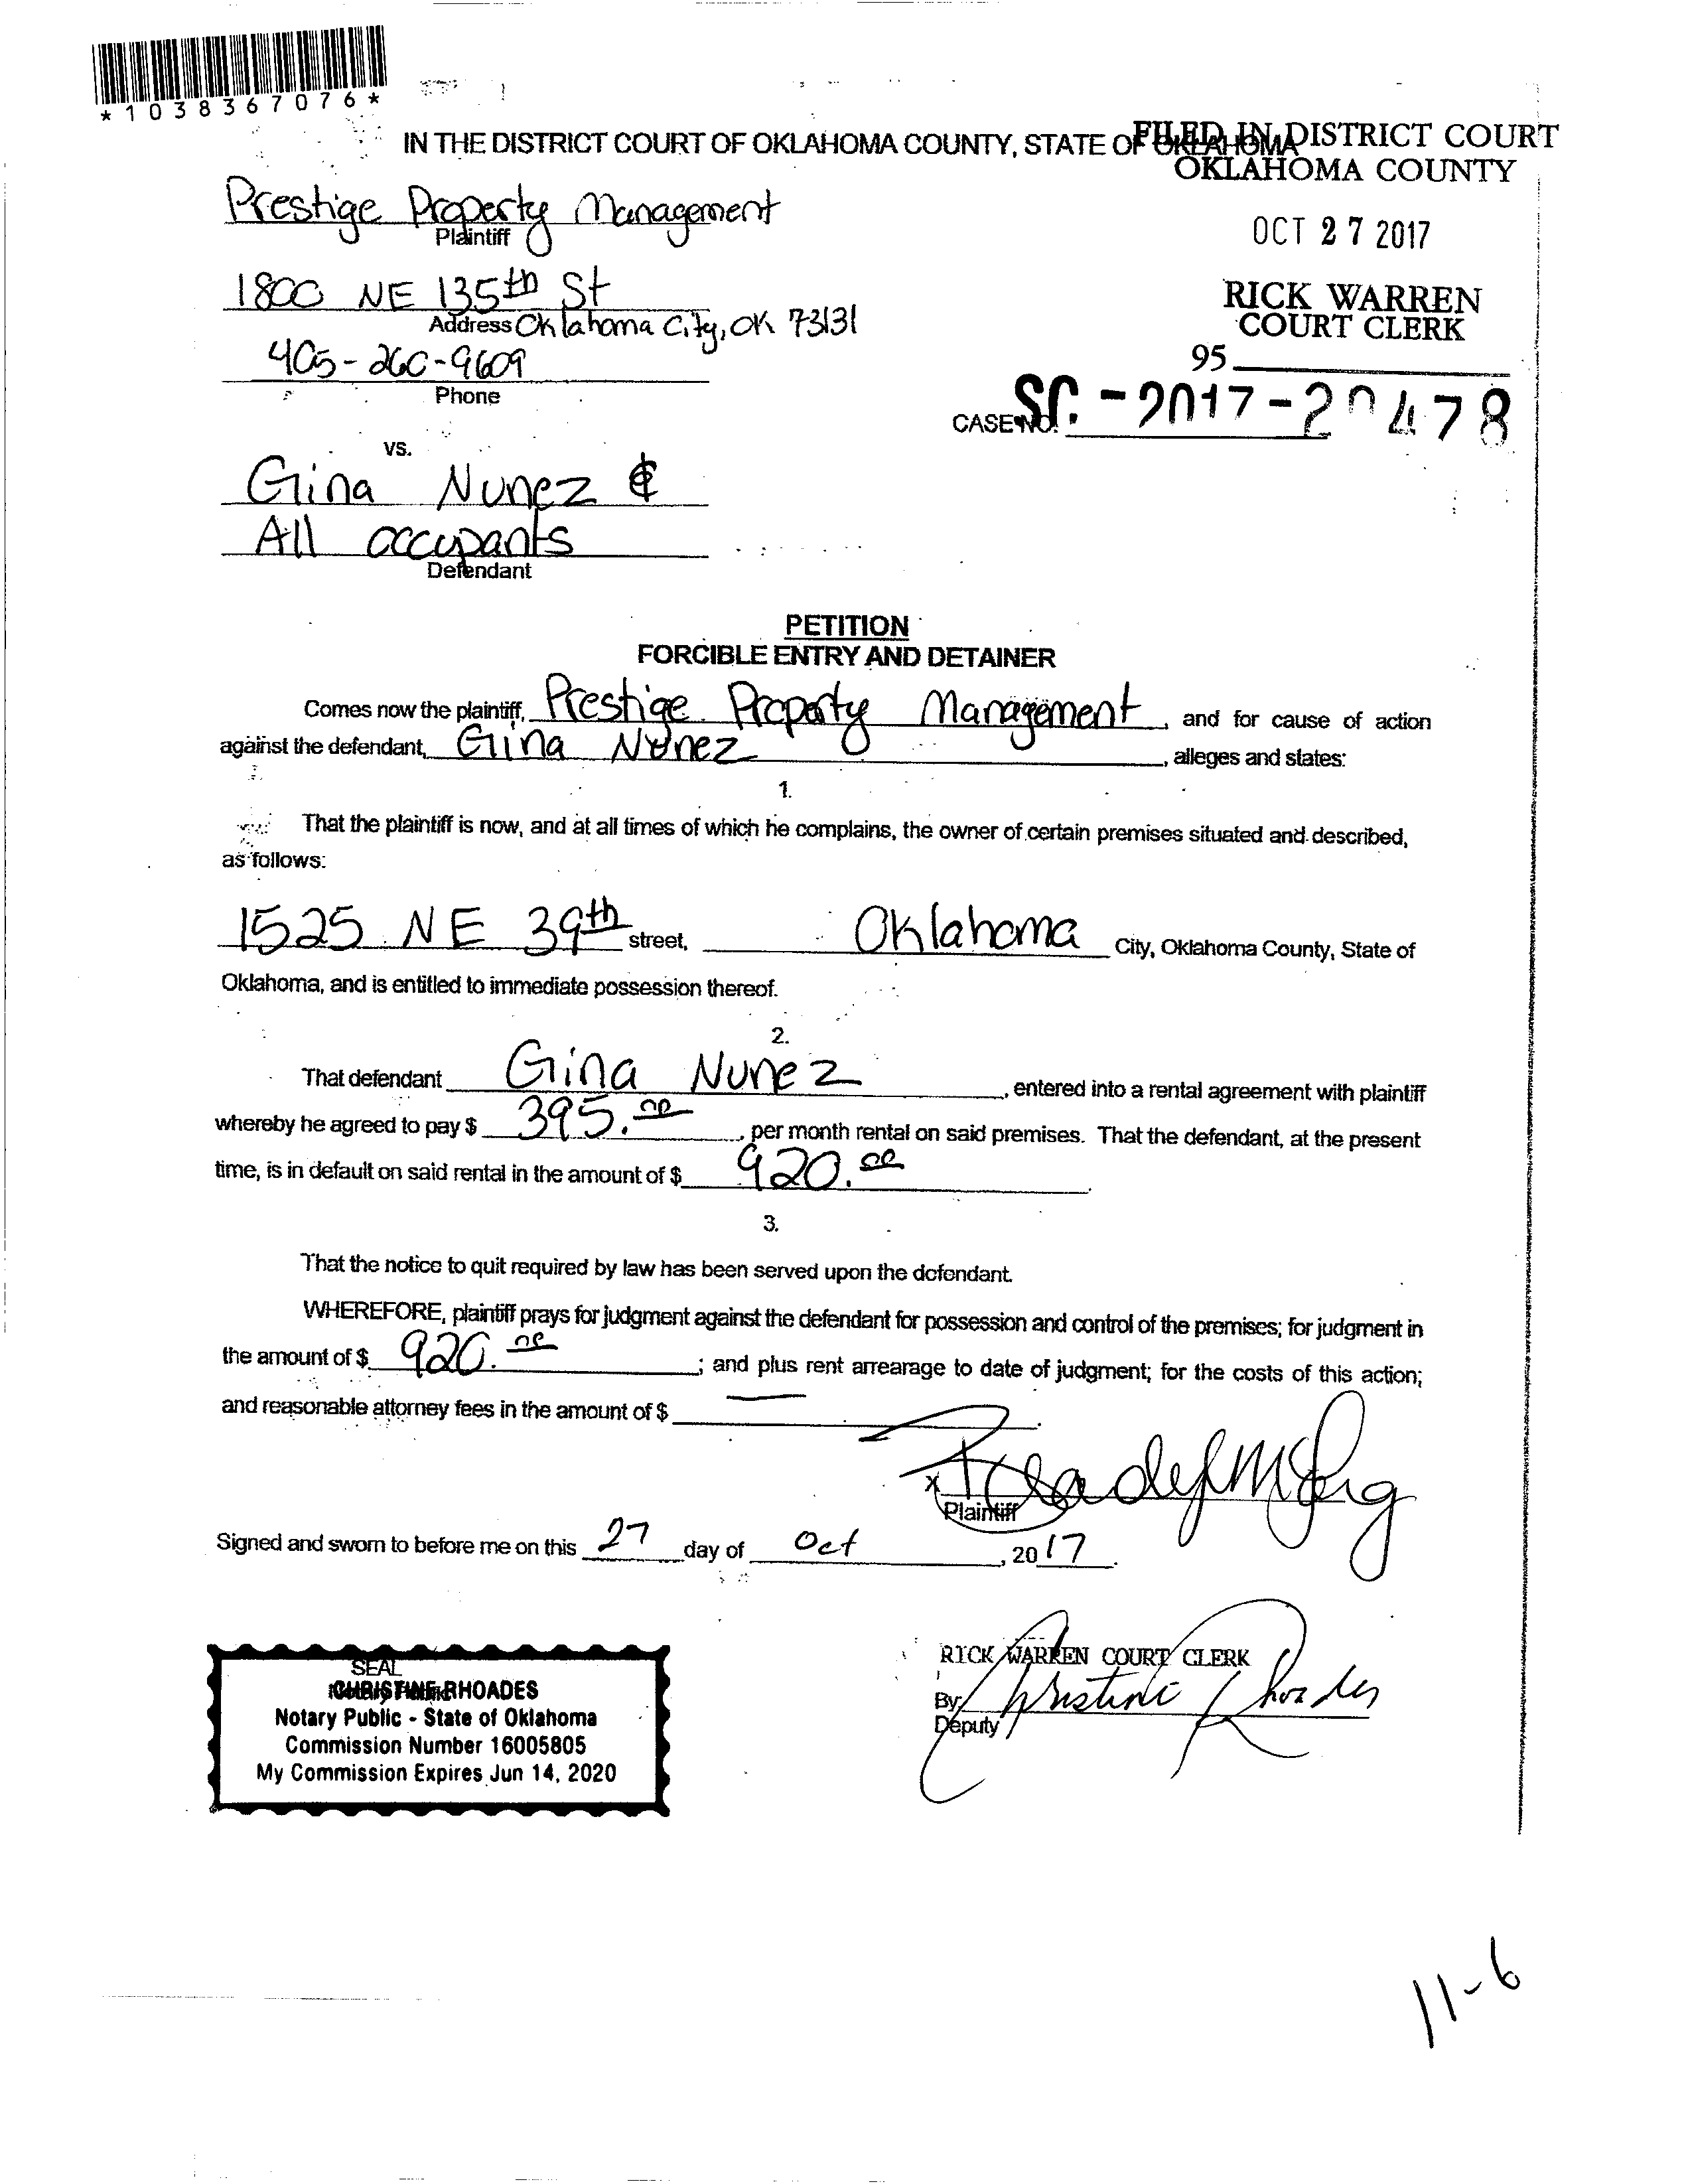 *1038367076*
IN THE DISTRICT COURT OF OKLAHOMA COUNTY, STATE OF OKLAHOMA
FILED IN DISTRICT COURT
OKLAHOMA COUNTY
Prestige Property Management
Plaintiff
OCT 27 2017
1800 NE 135th St
Address Oklahoma City, OK 73131
RICK WARREN
COURT CLERK
405-260-9609
Phone
95
CASE NO. SC-2017-20478
vs.
Gina Nunez &
All occupants
Defendant
PETITION
FORCIBLE ENTRY AND DETAINER
Comes now the plaintiff, Prestige Property Management, and for cause of action
against the defendant, Gina Nunez, alleges and states:
1.
That the plaintiff is now, and at all times of which he complains, the owner of certain premises situated and described,
as follows:
1525 NE 39th street, Oklahoma City, Oklahoma County, State of
Oklahoma, and is entitled to immediate possession thereof.
2.
That defendant Gina Nunez, entered into a rental agreement with plaintiff
whereby he agreed to pay $ 395.00, per month rental on said premises. That the defendant, at the present
time, is in default on said rental in the amount of $ 920.00.
3.
That the notice to quit required by law has been served upon the defendant.
WHEREFORE, plaintiff prays for judgment against the defendant for possession and control of the premises; for judgment in
the amount of $ 920.00; and plus rent arrearage to date of judgment; for the costs of this action;
and reasonable attorney fees in the amount of $
x
Plaintiff
Signed and sworn to before me on this 27 day of Oct, 2017.
RICK WARREN COURT CLERK
By Christine Rhoades
Deputy
SEAL
CHRISTINE RHOADES
Notary Public - State of Oklahoma
Commission Number 16005805
My Commission Expires Jun 14, 2020
11-6